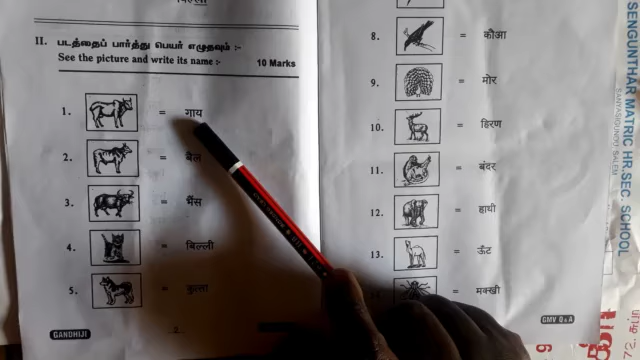 II. படத்தைப் பார்த்து பெயர் எழுதவும் :-
See the picture and write its name :-
10 Marks
1. = गाय
2. = बैल
3. = भैंस
4. = बिल्ली
5. = कुत्ता
GANDHIJI
2
8. = कौआ
9. = मोर
10. = हिरण
11. = बंदर
12. = हाथी
13. = ऊँट
= मक्खी
GMV Q & A
SENGUNTHAR MATRIC HR.SEC. SCHOOL